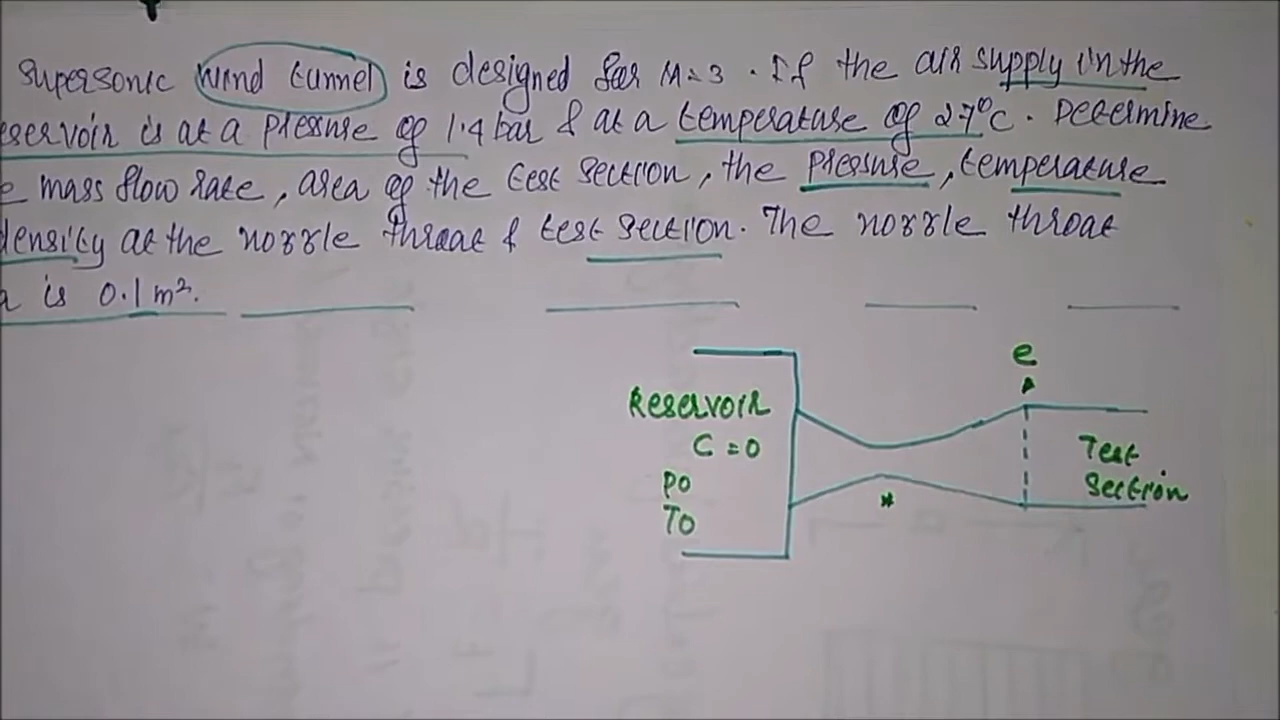 supersonic wind tunnel is designed for M=3. If the air supply in the
eservoir is at a pressure of 1.4 bar & at a temperature of 27°C. Determine
e mass flow rate, area of the test section, the pressure, temperature
density at the nozzle throat & test section. The nozzle throat
a is 0.1 m².
e
Reservoir
C = 0
Po
To
*
Test
section